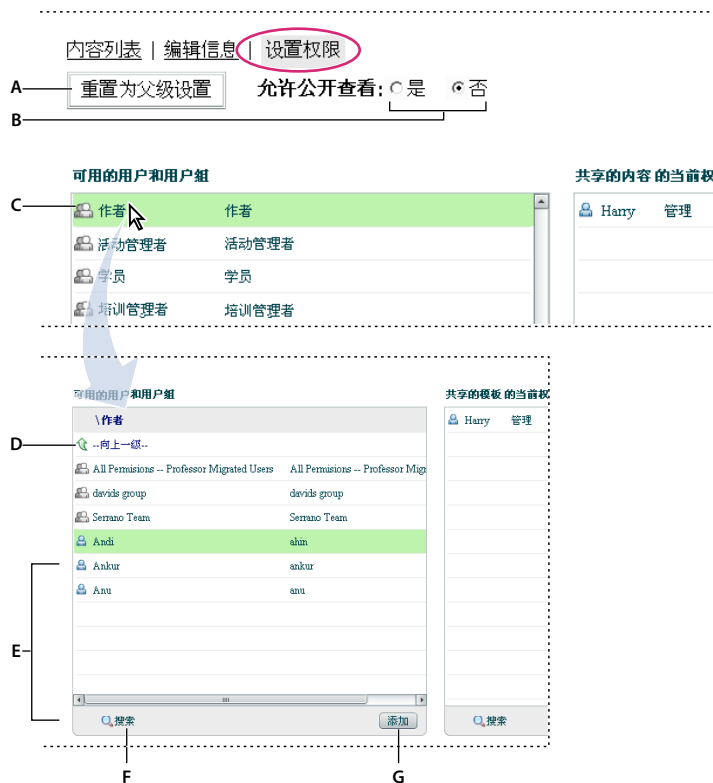 内容列表 | 编辑信息 | 设置权限
A 重置为父级设置 允许公开查看: 是 否
B
可用的用户和用户组 共享的内容 的当前权
C 作者 作者 Harry 管理
活动管理者 活动管理者
学员 学员
培训管理者 培训管理者
可用的用户和用户组 共享的模板 的当前权
\作者 Harry 管理
D --向上一级--
All Permisions -- Professor Migrated Users All Permisions -- Professor Migr
davids group davids group
Serrano Team Serrano Team
Andi ahin
Ankur ankur
Anu anu
E
搜索 添加 搜索
F G